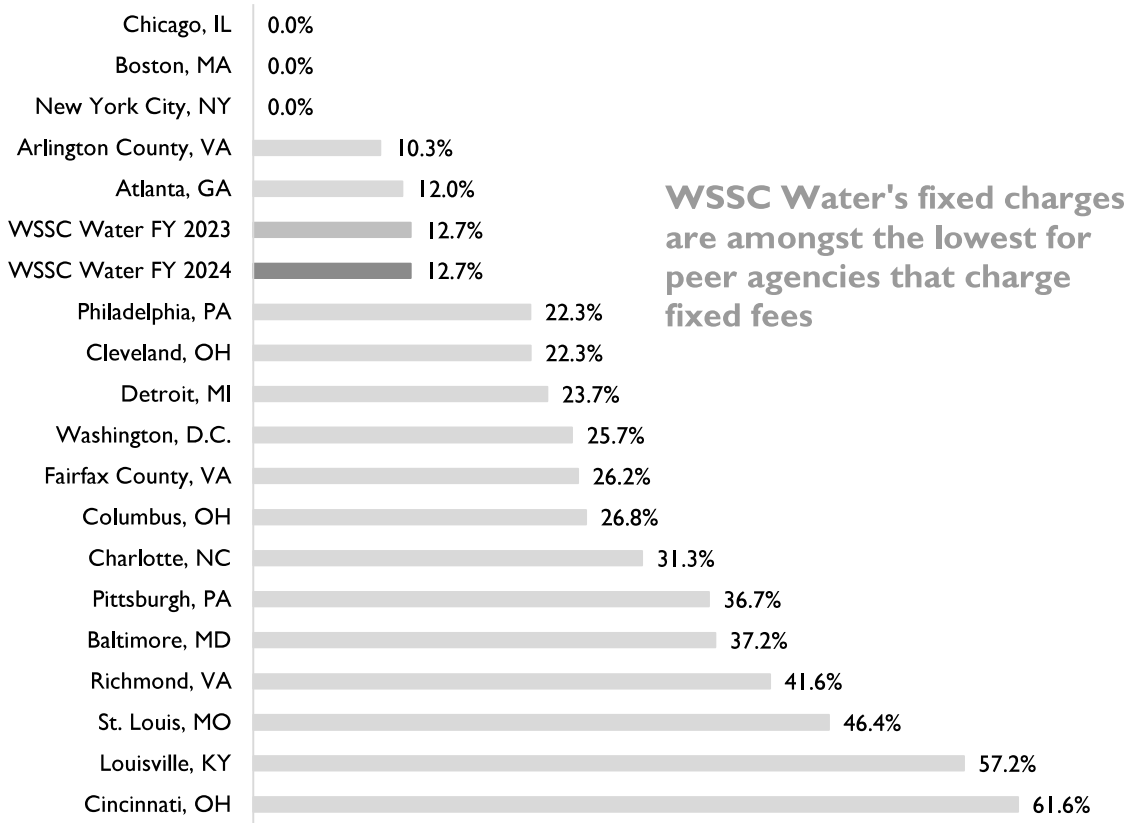 Chicago, IL 0.0%
Boston, MA 0.0%
New York City, NY 0.0%
Arlington County, VA 10.3%
Atlanta, GA 12.0%
WSSC Water FY 2023 12.7%
WSSC Water FY 2024 12.7%
Philadelphia, PA 22.3%
Cleveland, OH 22.3%
Detroit, MI 23.7%
Washington, D.C. 25.7%
Fairfax County, VA 26.2%
Columbus, OH 26.8%
Charlotte, NC 31.3%
Pittsburgh, PA 36.7%
Baltimore, MD 37.2%
Richmond, VA 41.6%
St. Louis, MO 46.4%
Louisville, KY 57.2%
Cincinnati, OH 61.6%
WSSC Water's fixed charges
are amongst the lowest for
peer agencies that charge
fixed fees